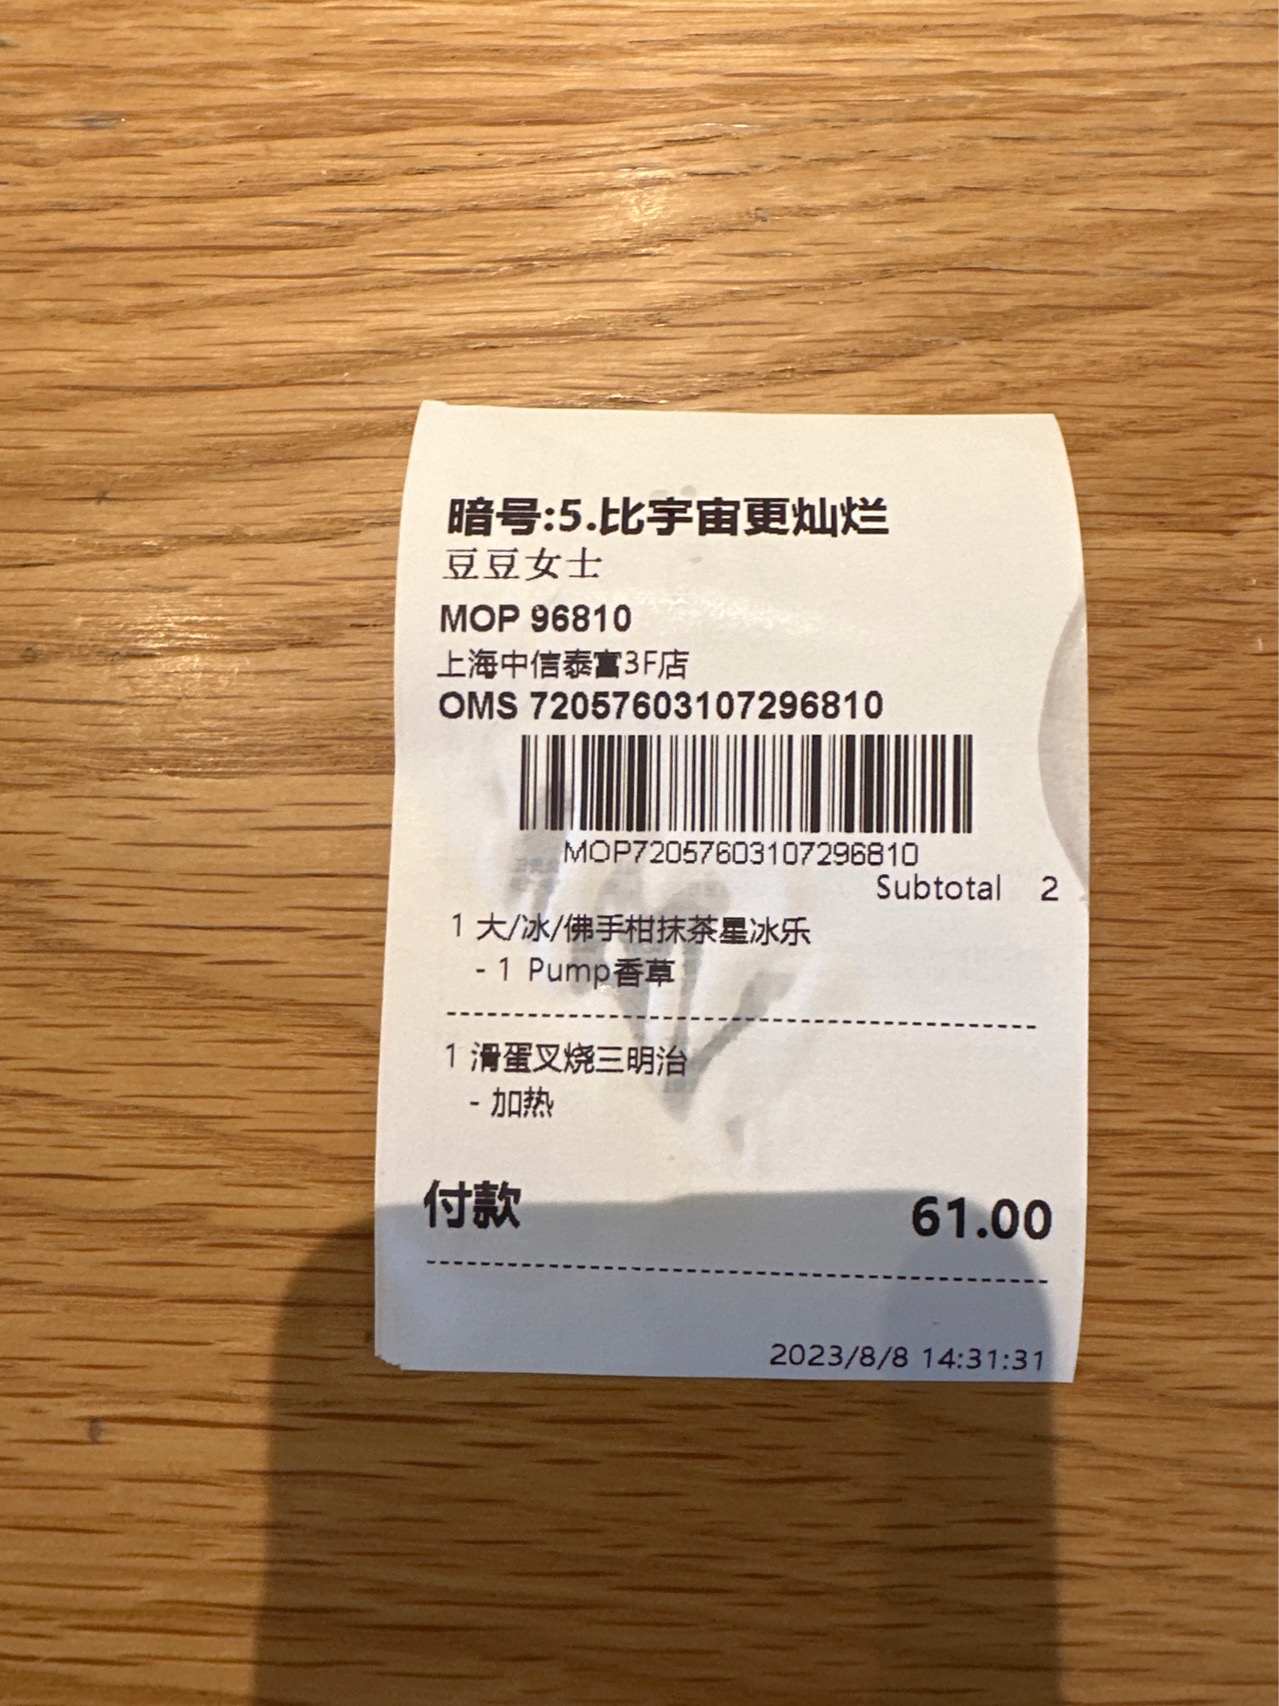 暗号:5.比宇宙更灿烂
豆豆女士
MOP 96810
上海中信泰富3F店
OMS 72057603107296810
MOP72057603107296810
Subtotal 2
1 大/冰/佛手柑抹茶星冰乐
- 1 Pump香草
1 滑蛋叉烧三明治
- 加热
付款 61.00
2023/8/8 14:31:31